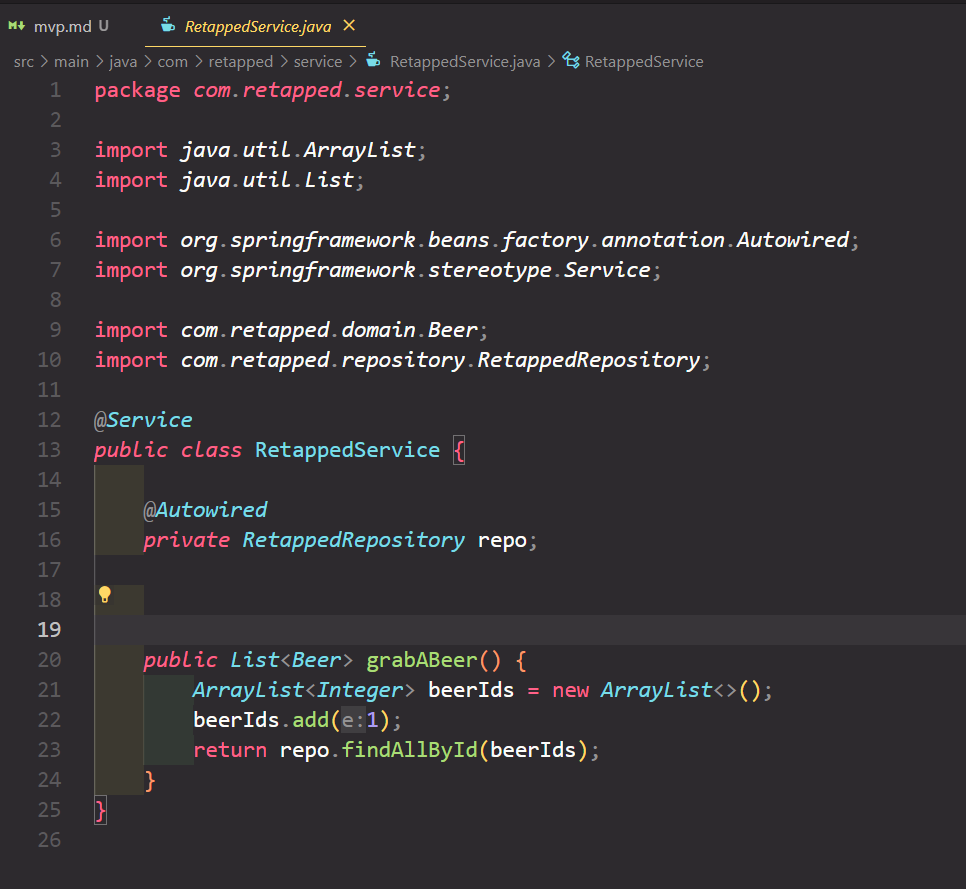 mvp.md U RetappedService.java ×
src > main > java > com > retapped > service > RetappedService.java > RetappedService
1 package com.retapped.service;
2
3 import java.util.ArrayList;
4 import java.util.List;
5
6 import org.springframework.beans.factory.annotation.Autowired;
7 import org.springframework.stereotype.Service;
8
9 import com.retapped.domain.Beer;
10 import com.retapped.repository.RetappedRepository;
11
12 @Service
13 public class RetappedService {
14
15 @Autowired
16 private RetappedRepository repo;
17
18
19
20 public List<Beer> grabABeer() {
21 ArrayList<Integer> beerIds = new ArrayList<>();
22 beerIds.add(e:1);
23 return repo.findAllById(beerIds);
24 }
25 }
26